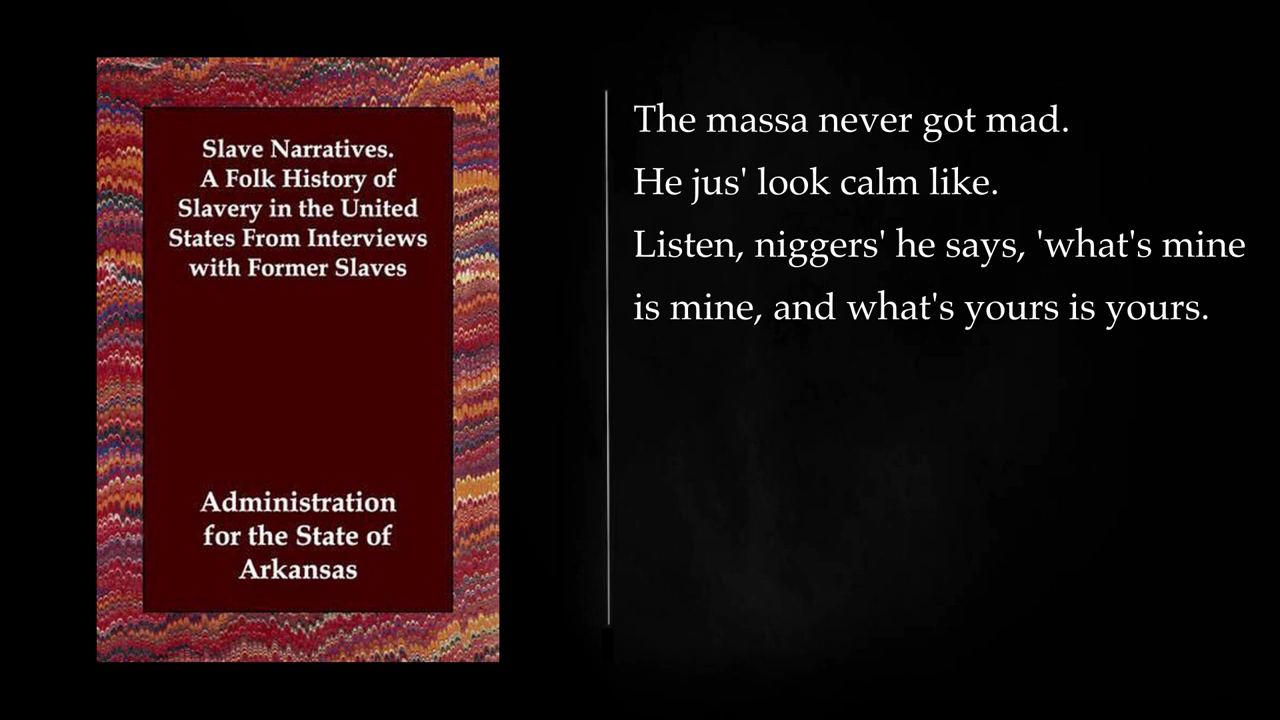 Slave Narratives.
A Folk History of
Slavery in the United
States From Interviews
with Former Slaves
Administration
for the State of
Arkansas
The massa never got mad.
He jus' look calm like.
Listen, niggers' he says, 'what's mine
is mine, and what's yours is yours.